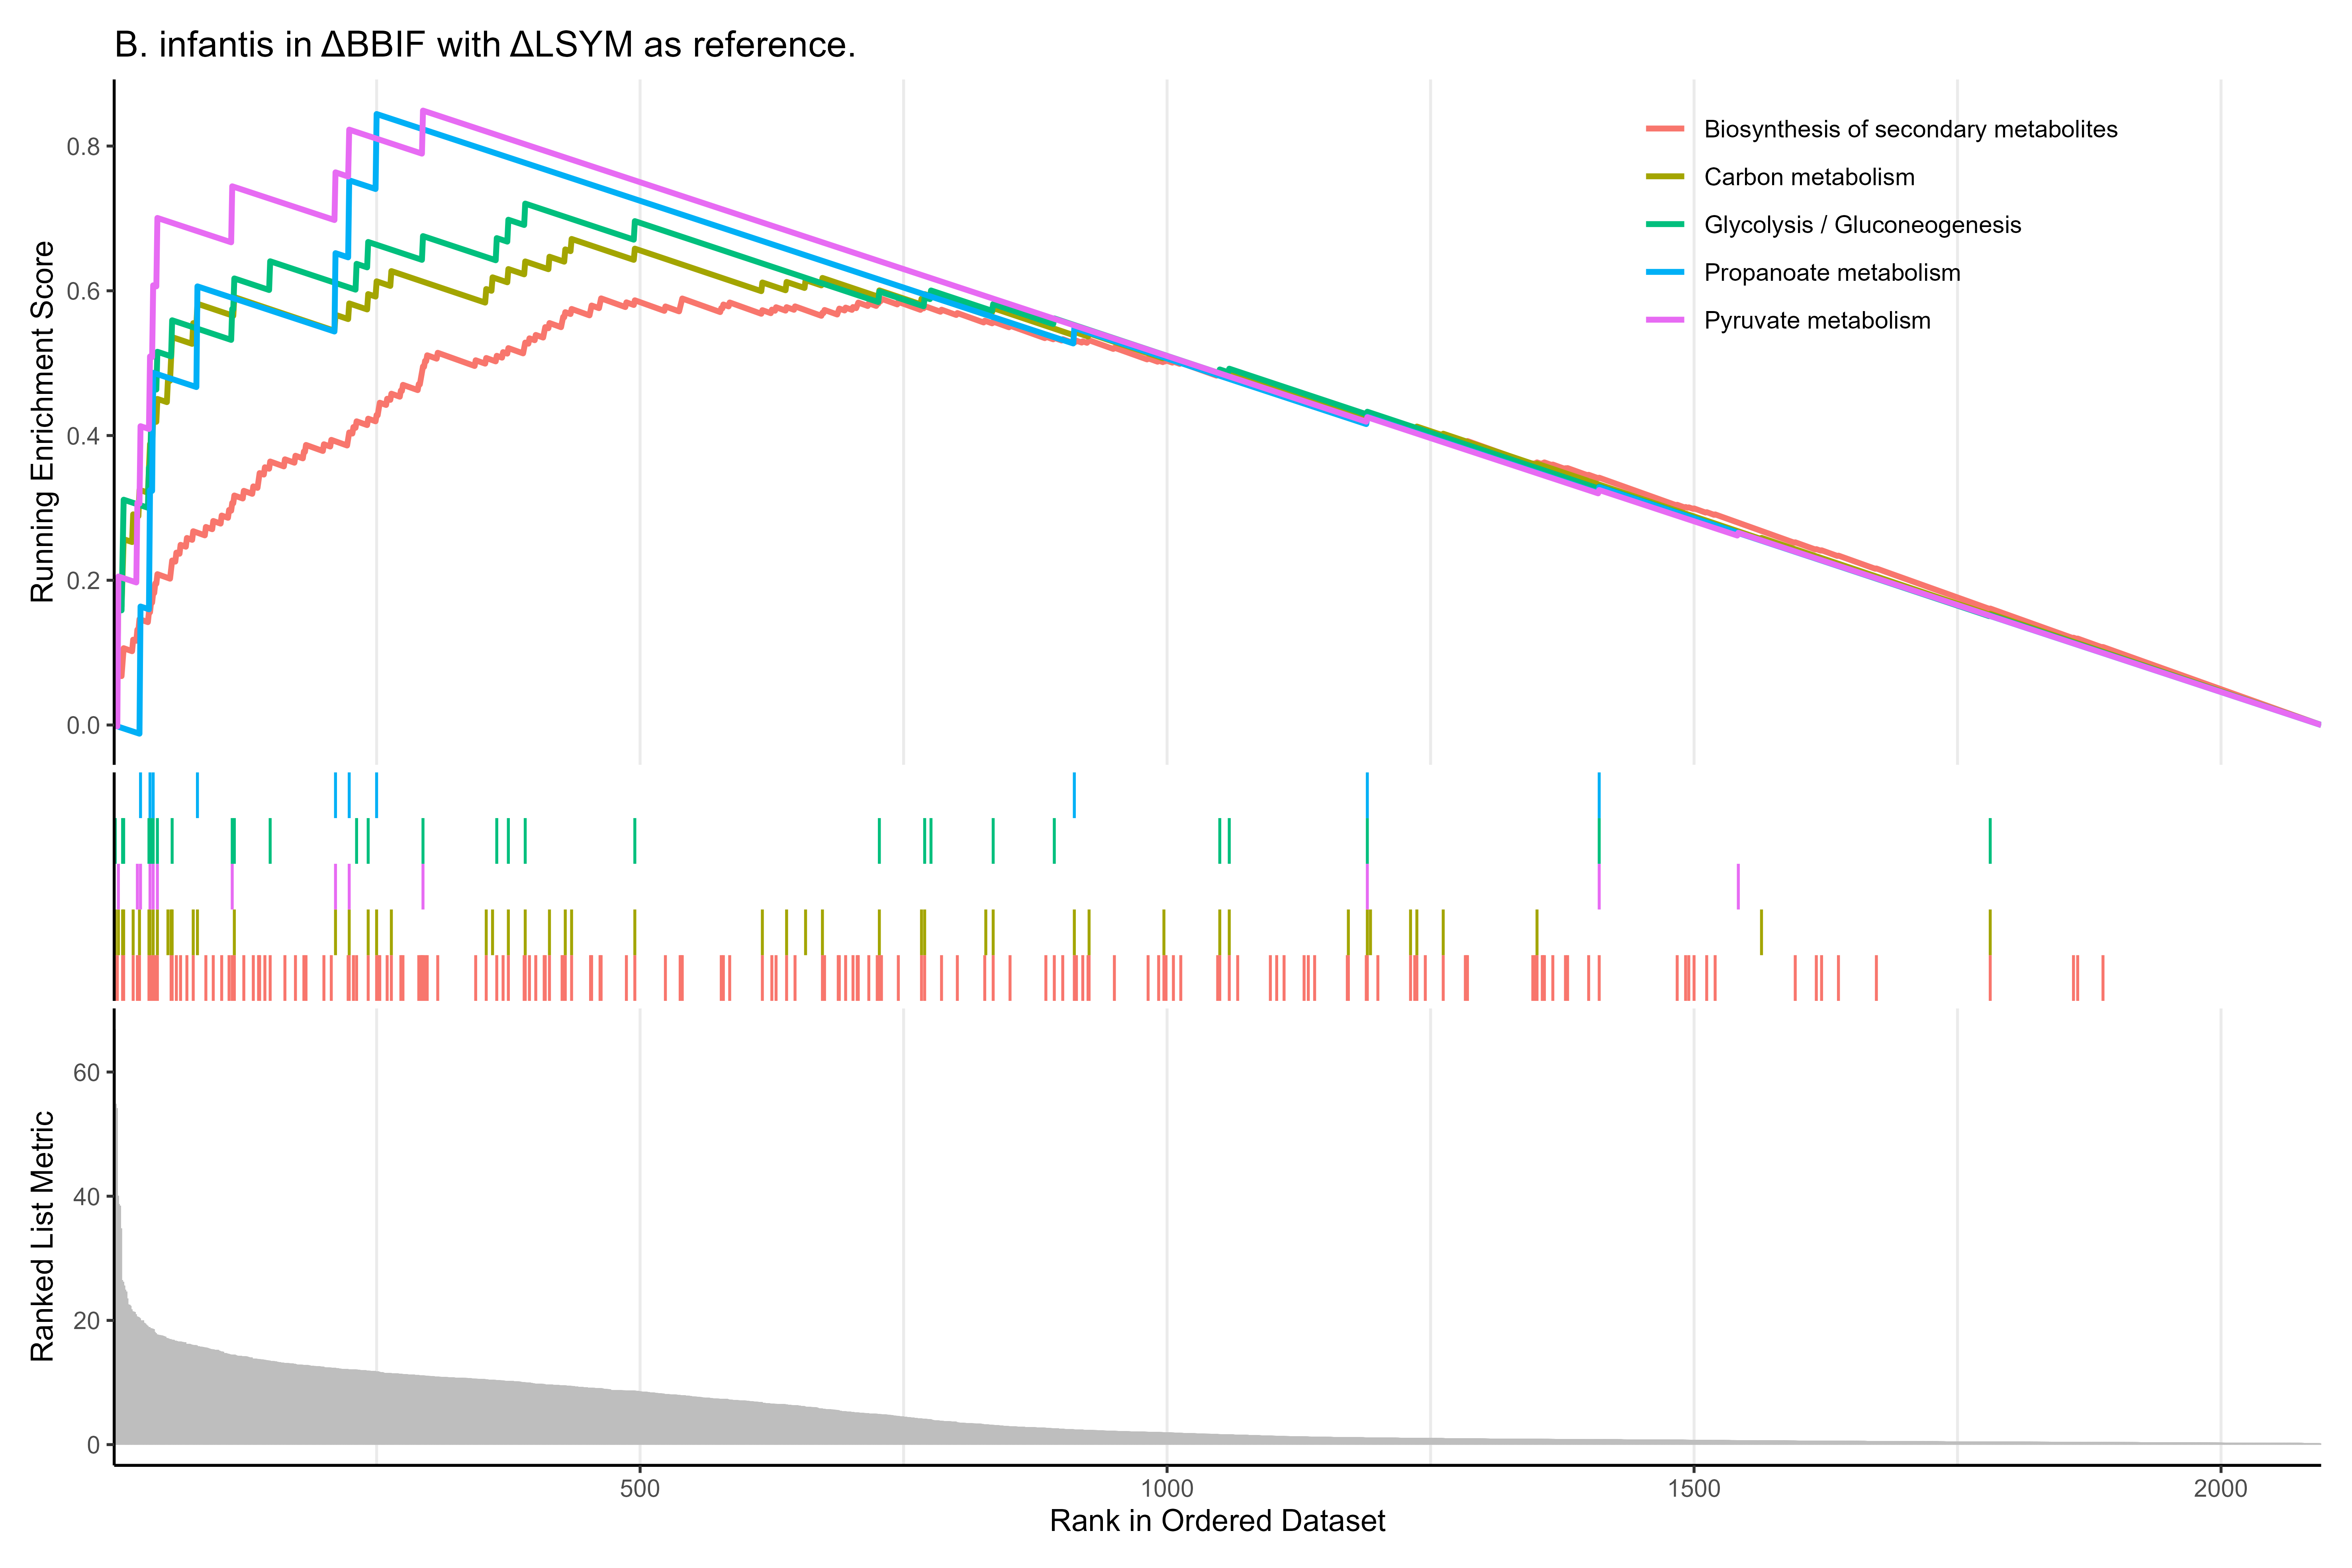 B. infantis in ΔBBIF with ΔLSYM as reference.
Running Enrichment Score
0.8
0.6
0.4
0.2
0.0
Biosynthesis of secondary metabolites
Carbon metabolism
Glycolysis / Gluconeogenesis
Propanoate metabolism
Pyruvate metabolism
Ranked List Metric
60
40
20
0
500
1000
1500
2000
Rank in Ordered Dataset